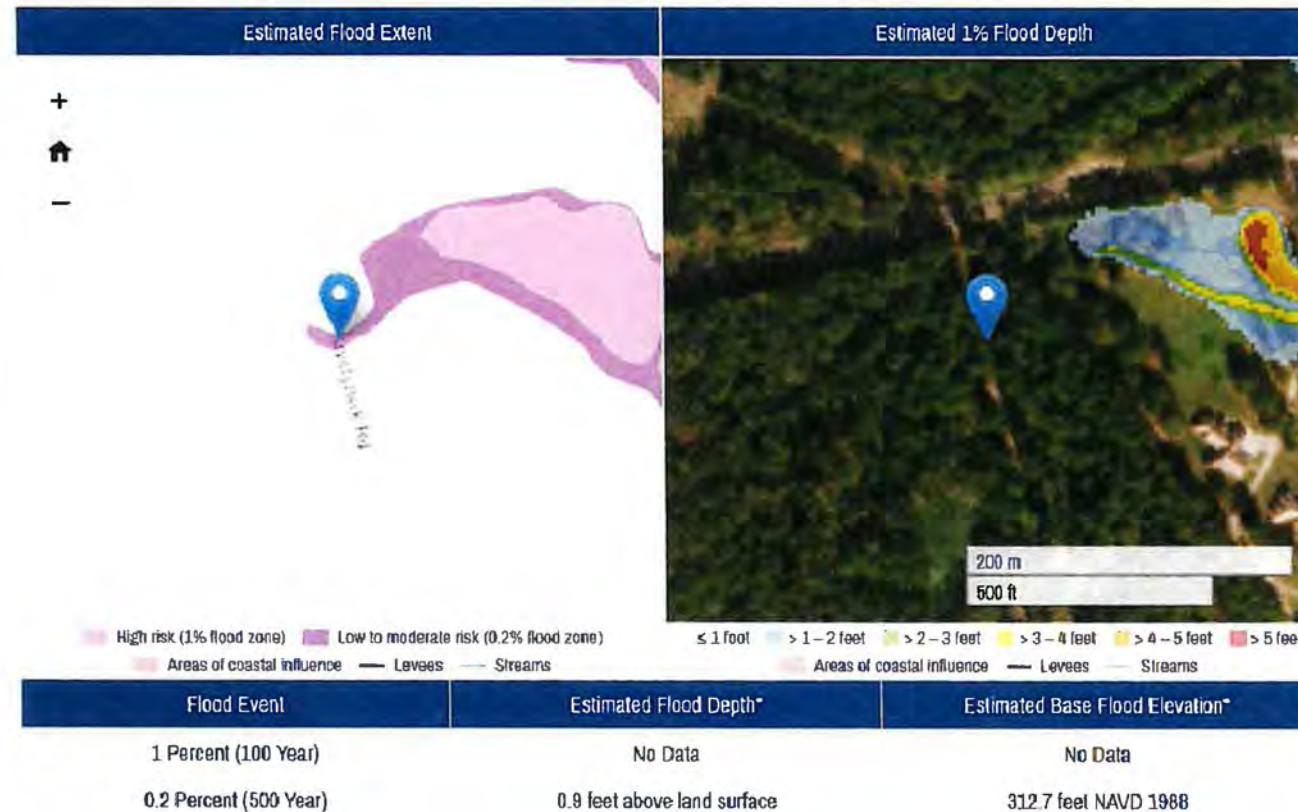 Estimated Flood Extent
Estimated 1% Flood Depth
+
−
200 m
500 ft
High risk (1% flood zone) Low to moderate risk (0.2% flood zone)
Areas of coastal influence Levees Streams
≤ 1 foot > 1 – 2 feet > 2 – 3 feet > 3 – 4 feet > 4 – 5 feet > 5 fee
Areas of coastal influence Levees Streams
Flood Event Estimated Flood Depth* Estimated Base Flood Elevation*
1 Percent (100 Year) No Data No Data
0.2 Percent (500 Year) 0.9 feet above land surface 312.7 feet NAVD 1988